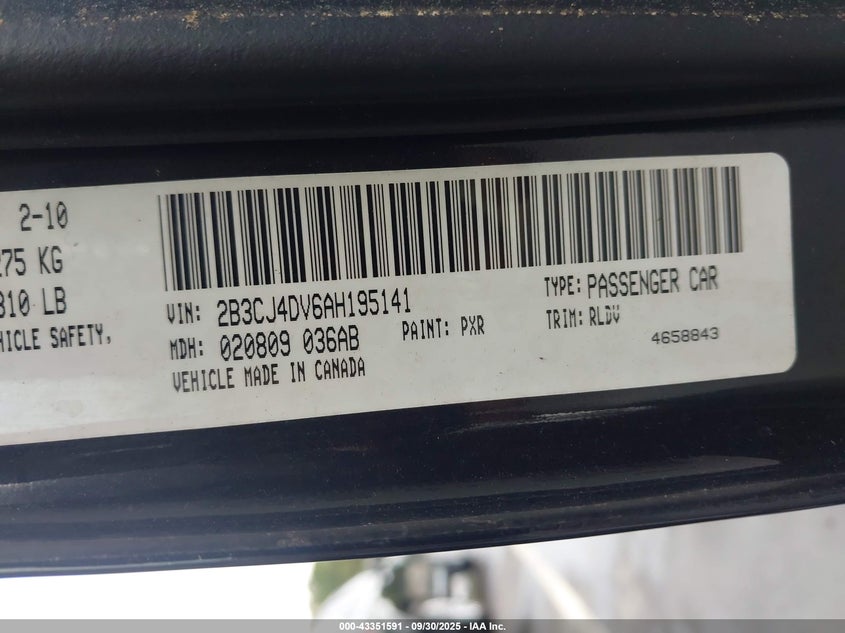 2-10
275 KG
310 LB
HICLE SAFETY,
VIN: 2B3CJ4DV6AH195141
TYPE: PASSENGER CAR
MDH: 020809 036AB
PAINT: PXR
TRIM: RLDV
VEHICLE MADE IN CANADA
4658843
000-43351591 - 09/30/2025 - IAA Inc.